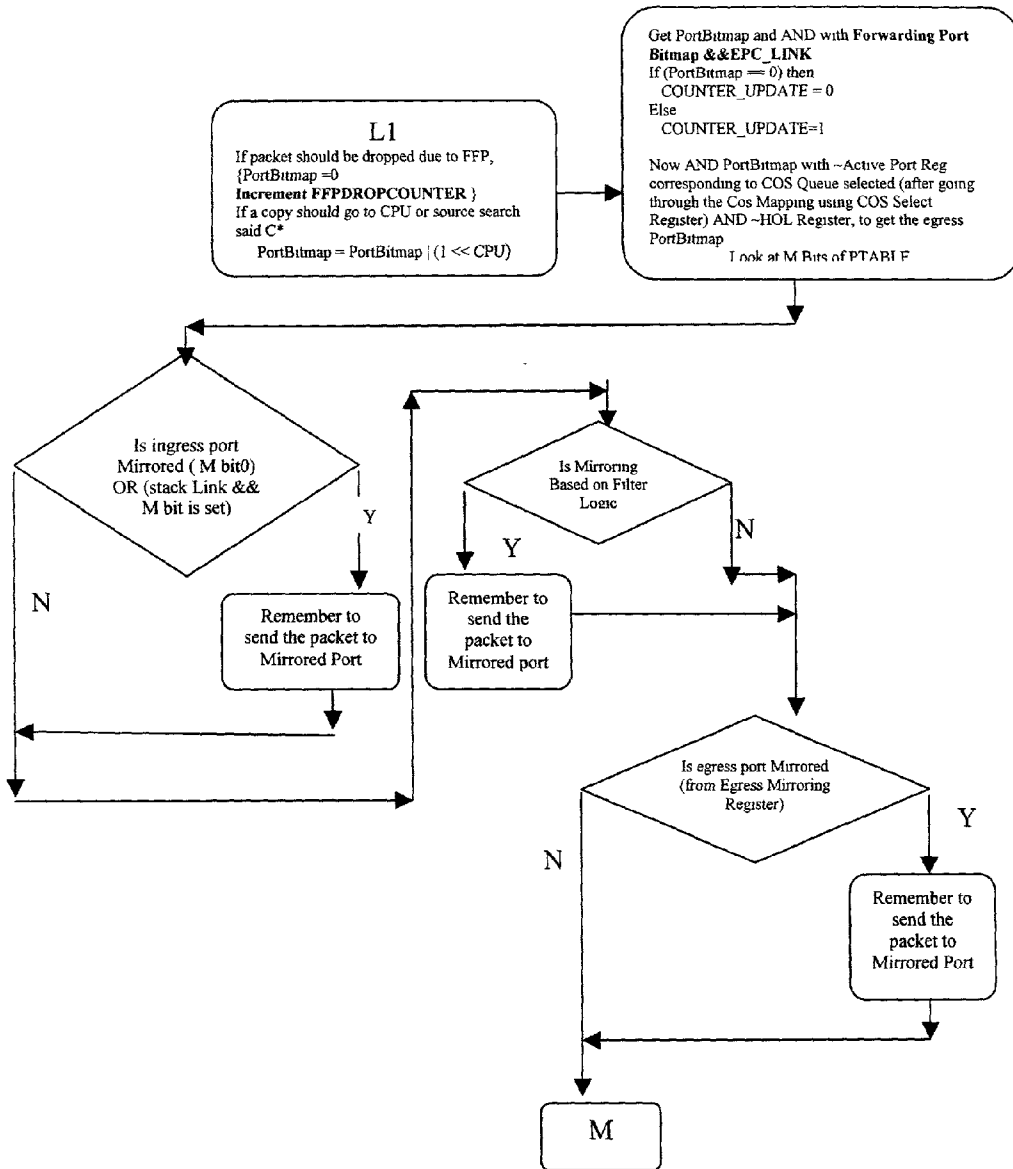 L1
If packet should be dropped due to FFP,
{PortBitmap =0
Increment FFPDROPCOUNTER }
If a copy should go to CPU or source search
said C*
PortBitmap = PortBitmap | (1 << CPU)
Get PortBitmap and AND with Forwarding Port
Bitmap &&EPC_LINK
If (PortBitmap == 0) then
COUNTER_UPDATE = 0
Else
COUNTER_UPDATE=1
Now AND PortBitmap with ~Active Port Reg
corresponding to COS Queue selected (after going
through the Cos Mapping using COS Select
Register) AND ~HOL Register, to get the egress
PortBitmap
Look at M Bits of PTABLE
Is ingress port
Mirrored ( M bit0)
OR (stack Link &&
M bit is set)
Y
N
Remember to
send the packet to
Mirrored Port
Is Mirroring
Based on Filter
Logic
N
Y
Remember to
send the
packet to
Mirrored port
Is egress port Mirrored
(from Egress Mirroring
Register)
Y
N
Remember to
send the
packet to
Mirrored Port
M